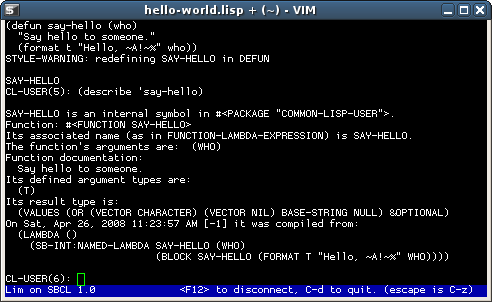 hello-world.lisp + (~) - VIM
(defun say-hello (who)
  "Say hello to someone."
  (format t "Hello, ~A!~%" who))
STYLE-WARNING: redefining SAY-HELLO in DEFUN
SAY-HELLO
CL-USER(5): (describe 'say-hello)
SAY-HELLO is an internal symbol in #<PACKAGE "COMMON-LISP-USER">.
Function: #<FUNCTION SAY-HELLO>
Its associated name (as in FUNCTION-LAMBDA-EXPRESSION) is SAY-HELLO.
The function's arguments are:  (WHO)
Function documentation:
  Say hello to someone.
Its defined argument types are:
  (T)
Its result type is:
  (VALUES (OR (VECTOR CHARACTER) (VECTOR NIL) BASE-STRING NULL) &OPTIONAL)
On Sat, Apr 26, 2008 11:23:57 AM [-1] it was compiled from:
  (LAMBDA ()
    (SB-INT:NAMED-LAMBDA SAY-HELLO (WHO)
                         (BLOCK SAY-HELLO (FORMAT T "Hello, ~A!~%" WHO))))
CL-USER(6):
Lim on SBCL 1.0              <F12> to disconnect, C-d to quit. (escape is C-z)